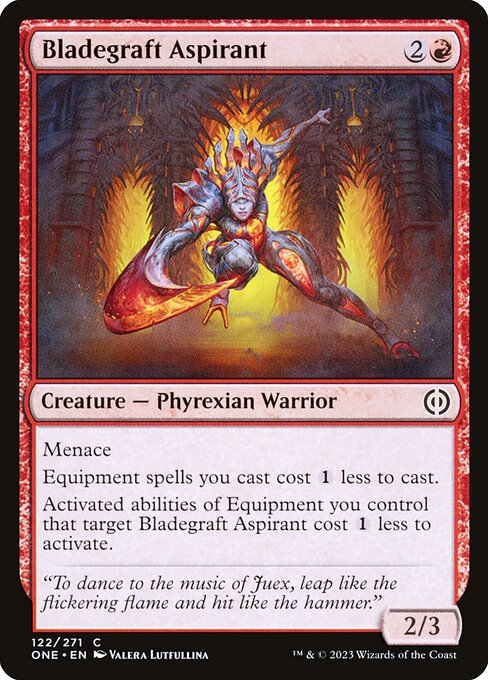 Bladegraft Aspirant 2
Creature — Phyrexian Warrior
Menace
Equipment spells you cast cost 1 less to cast.
Activated abilities of Equipment you control
that target Bladegraft Aspirant cost 1 less to
activate.
“To dance to the music of Juex, leap like the
flickering flame and hit like the hammer.”
2/3
122/271 C
ONE • EN Valera Lutfullina
™ & © 2023 Wizards of the Coast